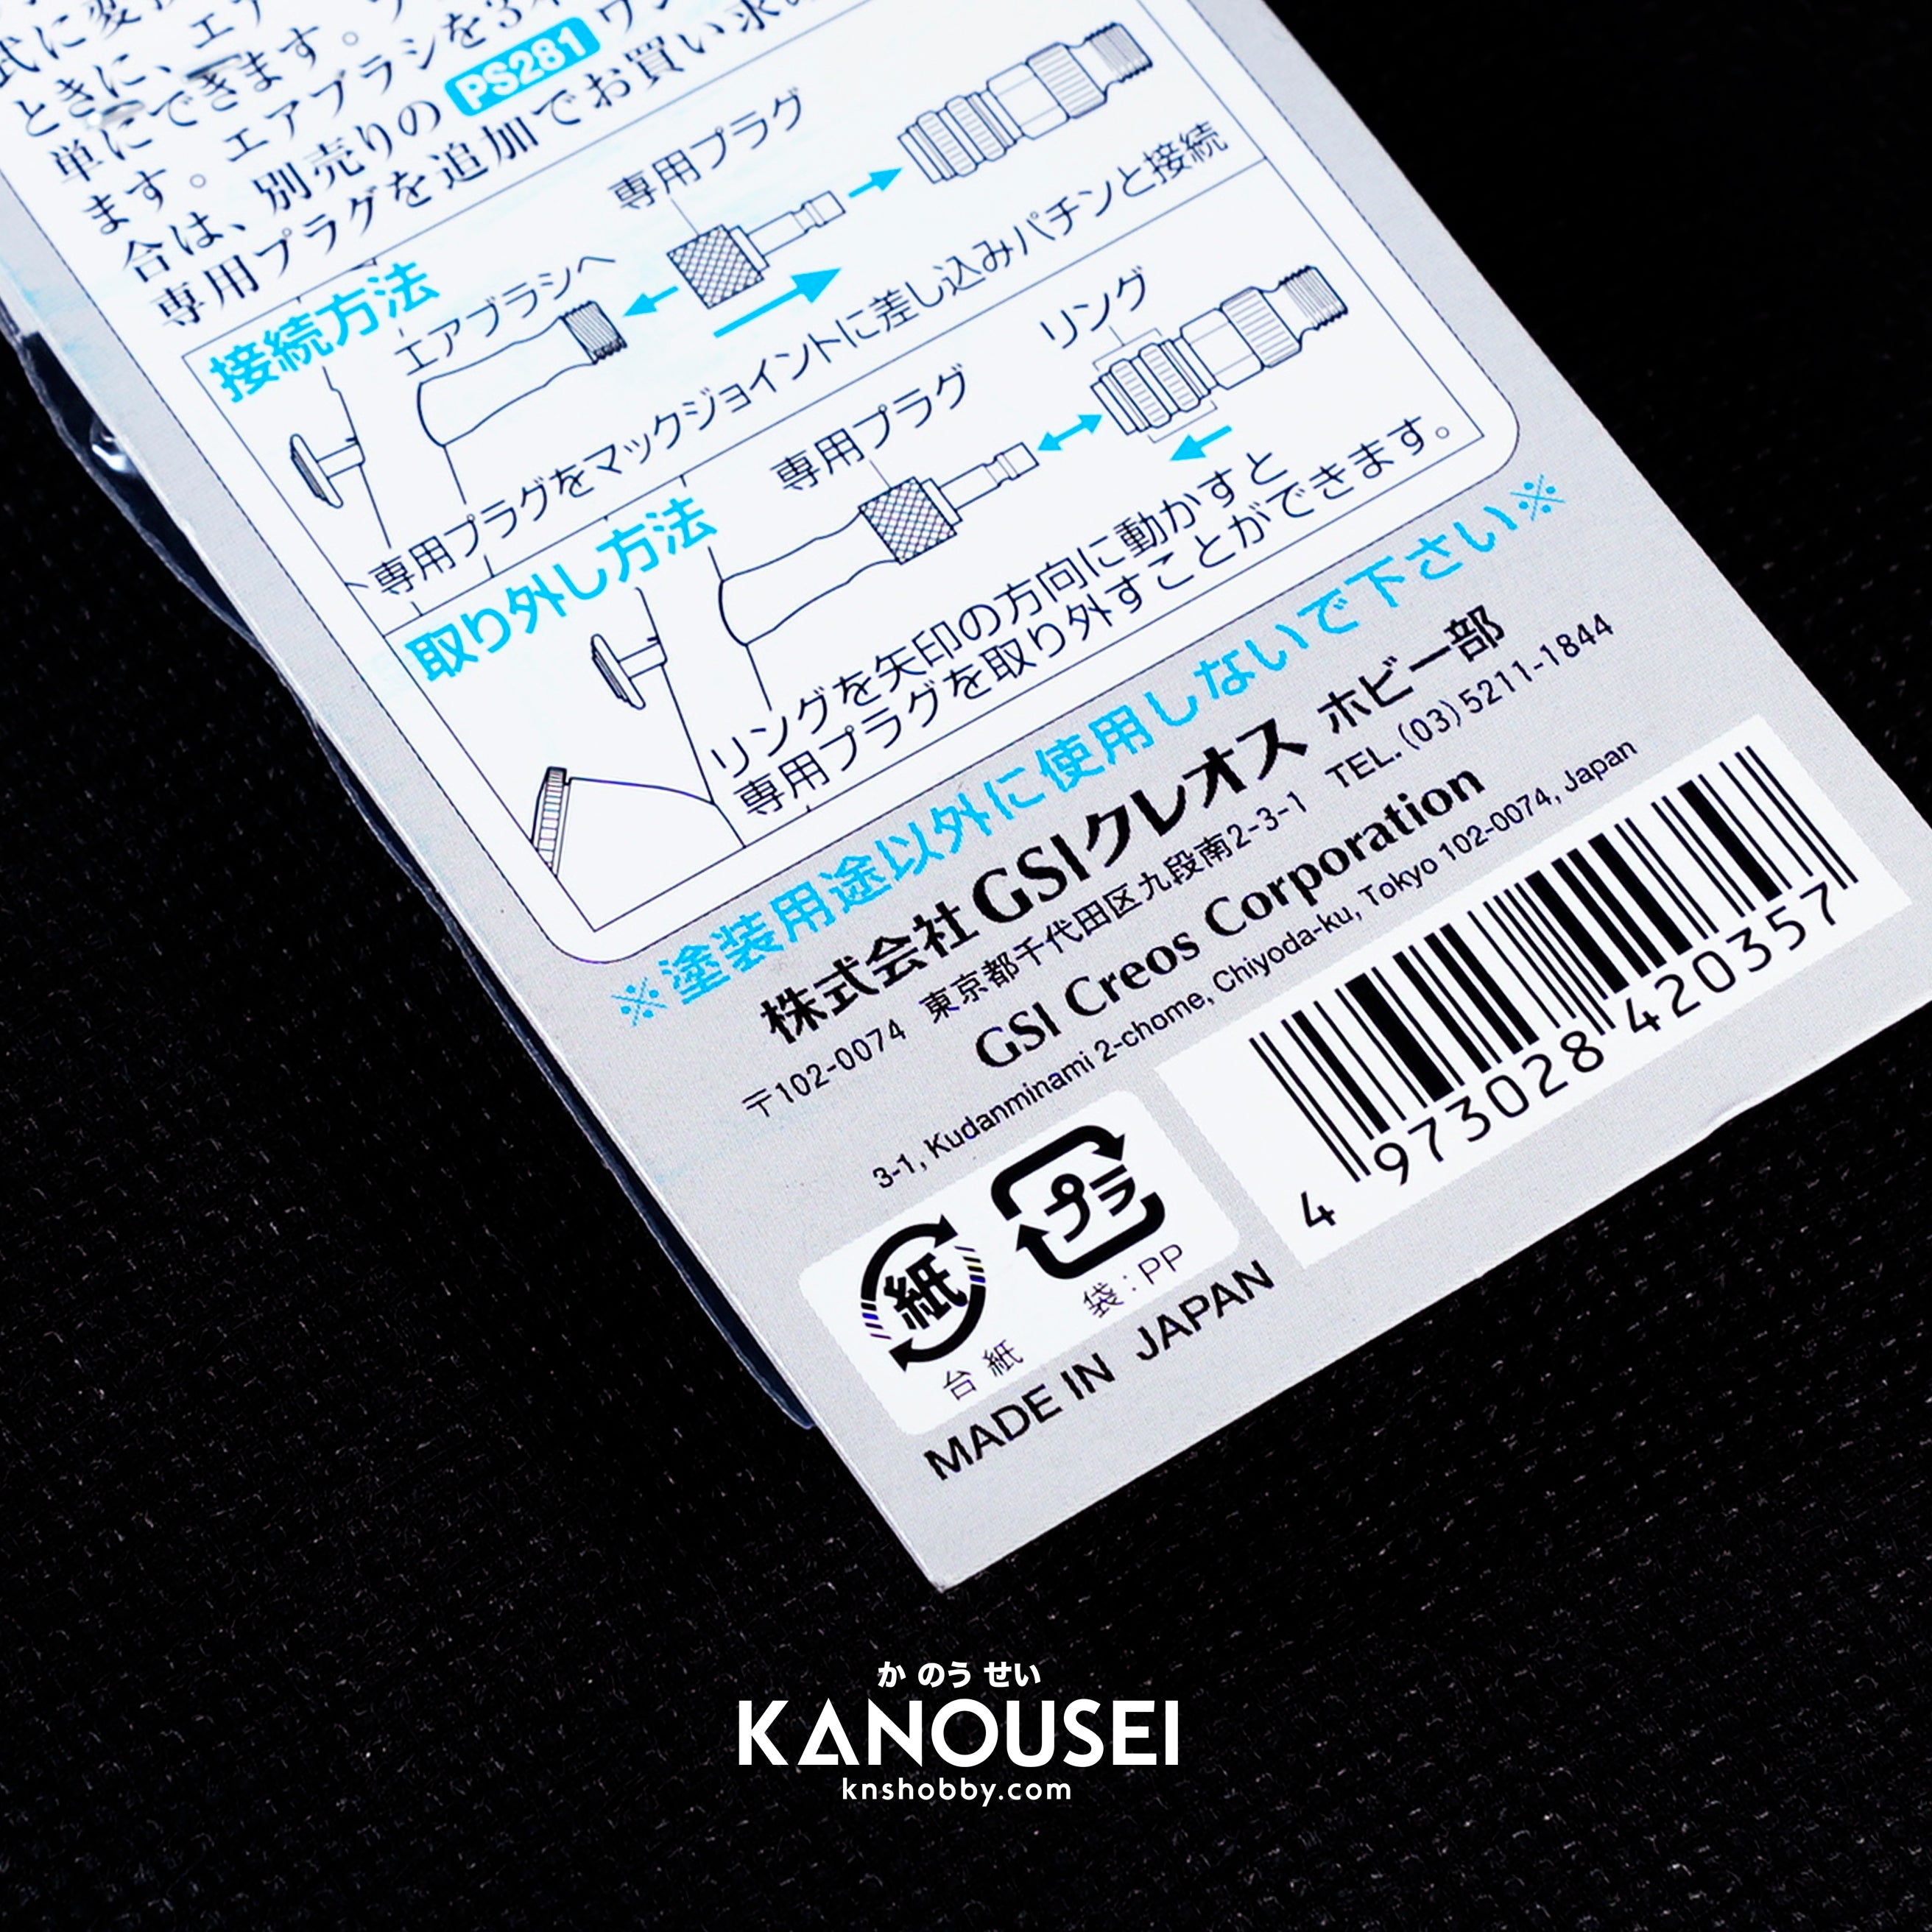 式に変
ときに、エア
単にできます。
ます。エアブラシを3本
合は、別売りの PS281 ワン
専用プラグを追加でお買い求め
接続方法
エアブラシへ
専用プラグ
専用プラグをマックジョイントに差し込みパチンと接続
取り外し方法
専用プラグ
リング
リングを矢印の方向に動かすと
専用プラグを取り外すことができます。
※塗装用途以外に使用しないで下さい※
株式会社 GSIクレオス ホビー部
〒102-0074 東京都千代田区九段南2-3-1 TEL.(03)5211-1844
GSI Creos Corporation
3-1, Kudanminami 2-chome, Chiyoda-ku, Tokyo 102-0074, Japan
4 973028 420357
紙
プラ
台紙
袋:PP
MADE IN JAPAN
か のう せい
KANOUSEI
knshobby.com